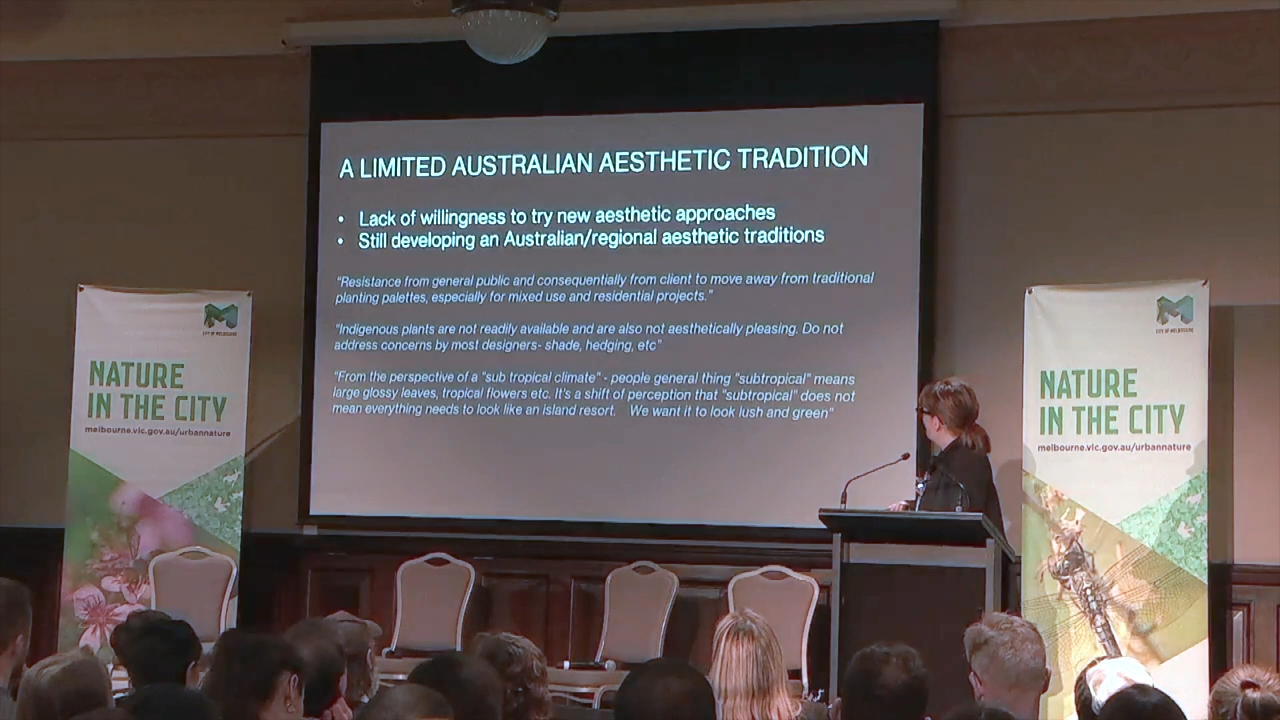 A LIMITED AUSTRALIAN AESTHETIC TRADITION
• Lack of willingness to try new aesthetic approaches
• Still developing an Australian/regional aesthetic traditions
"Resistance from general public and consequentially from client to move away from traditional
planting palettes, especially for mixed use and residential projects."
"Indigenous plants are not readily available and are also not aesthetically pleasing. Do not
address concerns by most designers- shade, hedging, etc"
"From the perspective of a "sub tropical climate" - people general thing "subtropical" means
large glossy leaves, tropical flowers etc. It's a shift of perception that "subtropical" does not
mean everything needs to look like an island resort. We want it to look lush and green"
CITY OF MELBOURNE
NATURE
IN THE CITY
melbourne.vic.gov.au/urbannature
CITY OF MELBOURNE
NATURE
IN THE CITY
melbourne.vic.gov.au/urbannature